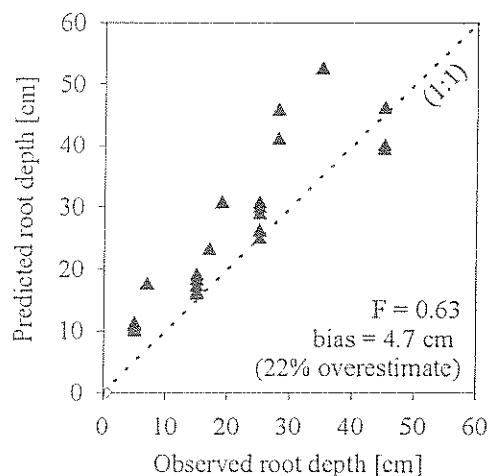 60
50
40
30
20
10
0
Predicted root depth [cm]
(1:1)
F = 0.63
bias = 4.7 cm
(22% overestimate)
0 10 20 30 40 50 60
Observed root depth [cm]